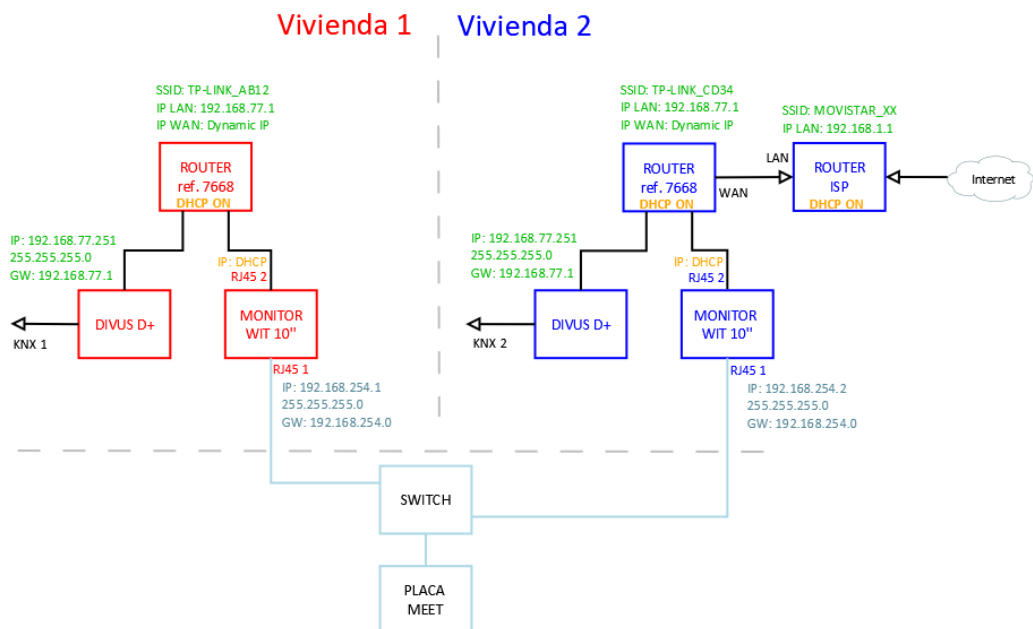 Vivienda 1
SSID: TP-LINK_AB12
IP LAN: 192.168.77.1
IP WAN: Dynamic IP
ROUTER
ref. 7668
DHCP ON
IP: 192.168.77.251
255.255.255.0
GW: 192.168.77.1
IP: DHCP
RJ45 2
DIVUS D+
KNX 1
MONITOR
WIT 10"
RJ45 1
IP: 192.168.254.1
255.255.255.0
GW: 192.168.254.0
Vivienda 2
SSID: TP-LINK_CD34
IP LAN: 192.168.77.1
IP WAN: Dynamic IP
SSID: MOVISTAR_XX
IP LAN: 192.168.1.1
ROUTER
ref. 7668
DHCP ON
WAN
LAN
ROUTER
ISP
DHCP ON
Internet
IP: 192.168.77.251
255.255.255.0
GW: 192.168.77.1
IP: DHCP
RJ45 2
DIVUS D+
KNX 2
MONITOR
WIT 10"
RJ45 1
IP: 192.168.254.2
255.255.255.0
GW: 192.168.254.0
SWITCH
PLACA
MEET